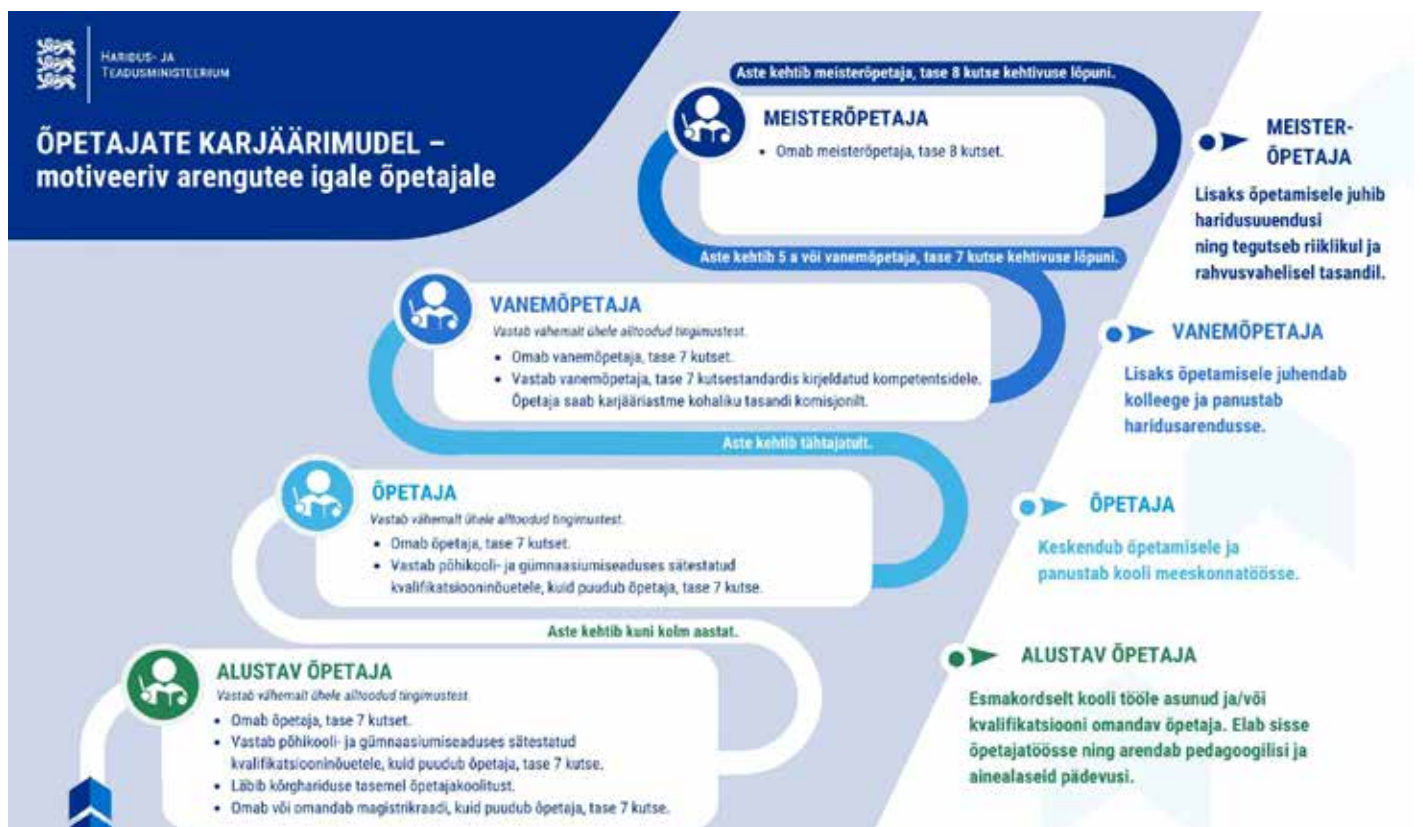 HARIDUS- JA
TEADUSMINISTEERIUM
ÕPETAJATE KARJÄÄRIMUDEL –
motiveeriv arengutee igale õpetajale
Aste kehtib meisterõpetaja, tase 8 kutse kehtivuse lõpuni.
MEISTERÕPETAJA
• Omab meisterõpetaja, tase 8 kutset.
MEISTER-
ÕPETAJA
Lisaks õpetamisele juhib
haridusuuendusi
ning tegutseb riiklikul ja
rahvusvahelisel tasandil.
Aste kehtib 5 a või vanemõpetaja, tase 7 kutse kehtivuse lõpuni.
VANEMÕPETAJA
Vastab vähemalt ühele alltoodud tingimustest.
• Omab vanemõpetaja, tase 7 kutset.
• Vastab vanemõpetaja, tase 7 kutsestandardis kirjeldatud kompetentsidele.
Õpetaja saab karjääriastme kohaliku tasandi komisjonilt.
VANEMÕPETAJA
Lisaks õpetamisele juhendab
kolleege ja panustab
haridusarendusse.
Aste kehtib tähtajatult.
ÕPETAJA
Vastab vähemalt ühele alltoodud tingimustest.
• Omab õpetaja, tase 7 kutset.
• Vastab põhikooli- ja gümnaasiumiseaduses sätestatud
kvalifikatsiooninõuetele, kuid puudub õpetaja, tase 7 kutse.
ÕPETAJA
Keskendub õpetamisele ja
panustab kooli meeskonnatöösse.
Aste kehtib kuni kolm aastat.
ALUSTAV ÕPETAJA
Vastab vähemalt ühele alltoodud tingimustest
• Omab õpetaja, tase 7 kutset.
• Vastab põhikooli- ja gümnaasiumiseaduses sätestatud
kvalifikatsiooninõuetele, kuid puudub õpetaja, tase 7 kutse.
• Läbib kõrghariduse tasemel õpetajakoolitust.
• Omab või omandab magistrikraadi, kuid puudub õpetaja, tase 7 kutse.
ALUSTAV ÕPETAJA
Esmakordselt kooli tööle asunud ja/või
kvalifikatsiooni omandav õpetaja. Elab sisse
õpetajatöösse ning arendab pedagoogilisi ja
ainealaseid pädevusi.